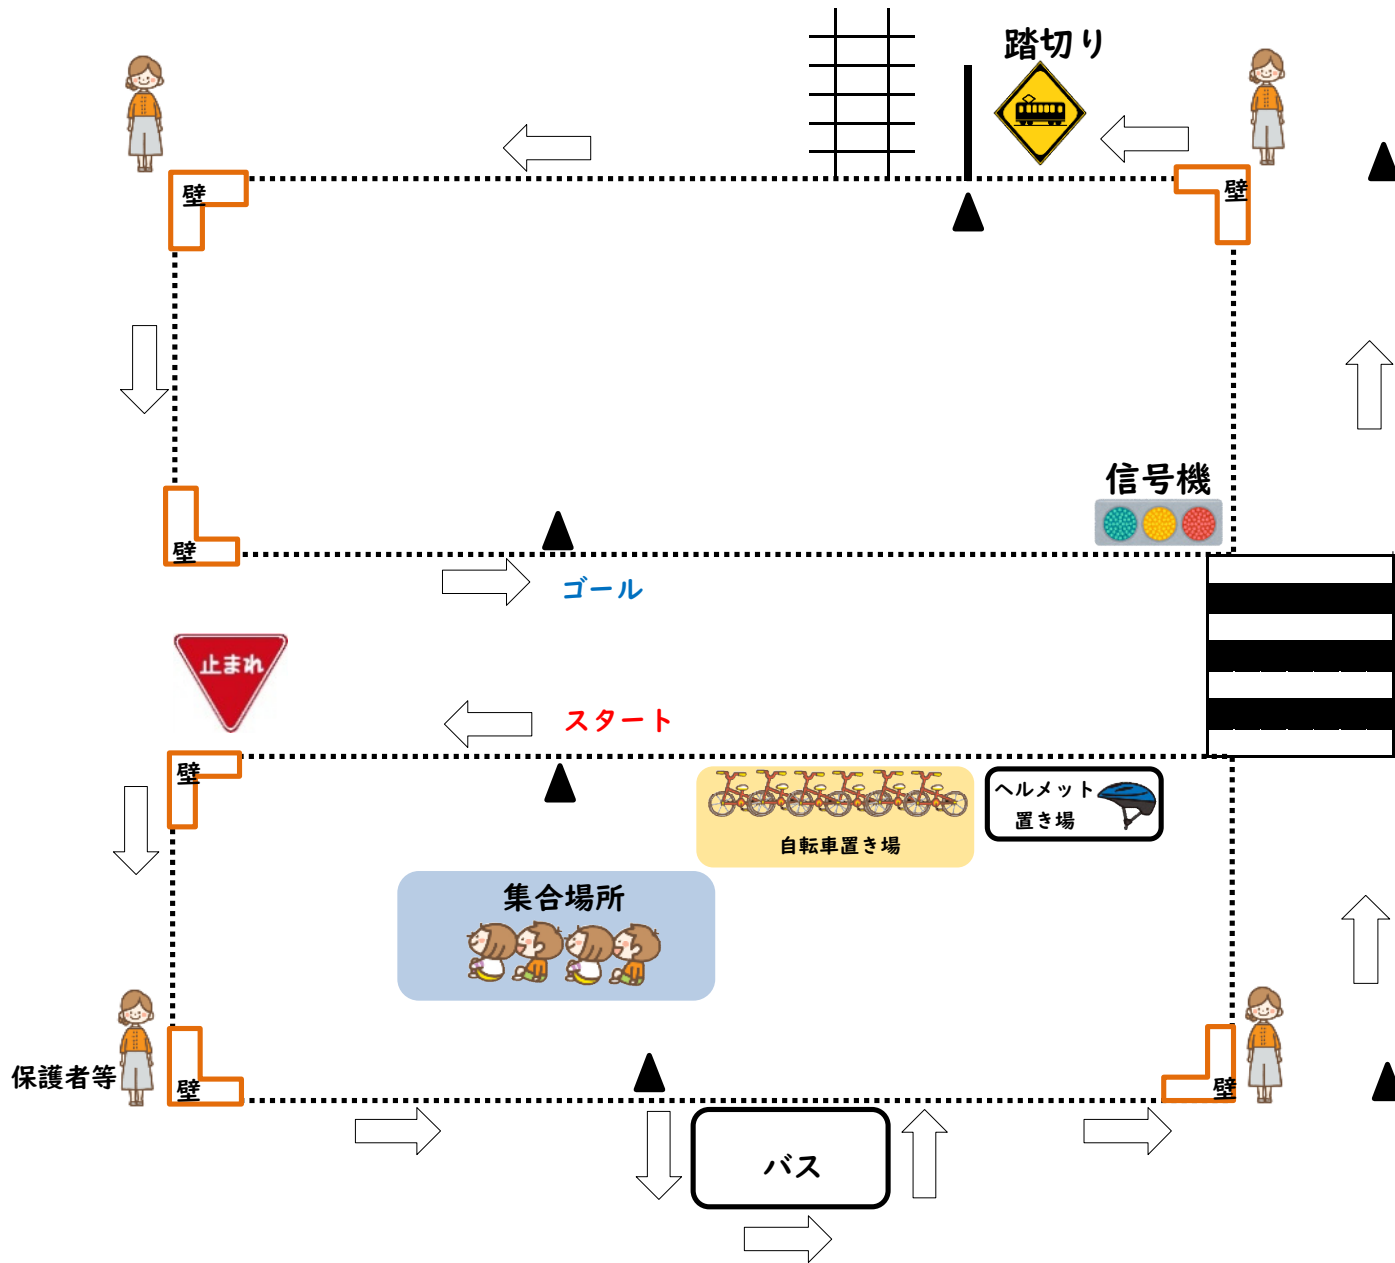 踏切り
壁
壁
信号機
壁
ゴール
止まれ
スタート
壁
ヘルメット
置き場
自転車置き場
集合場所
保護者等
壁
壁
バス